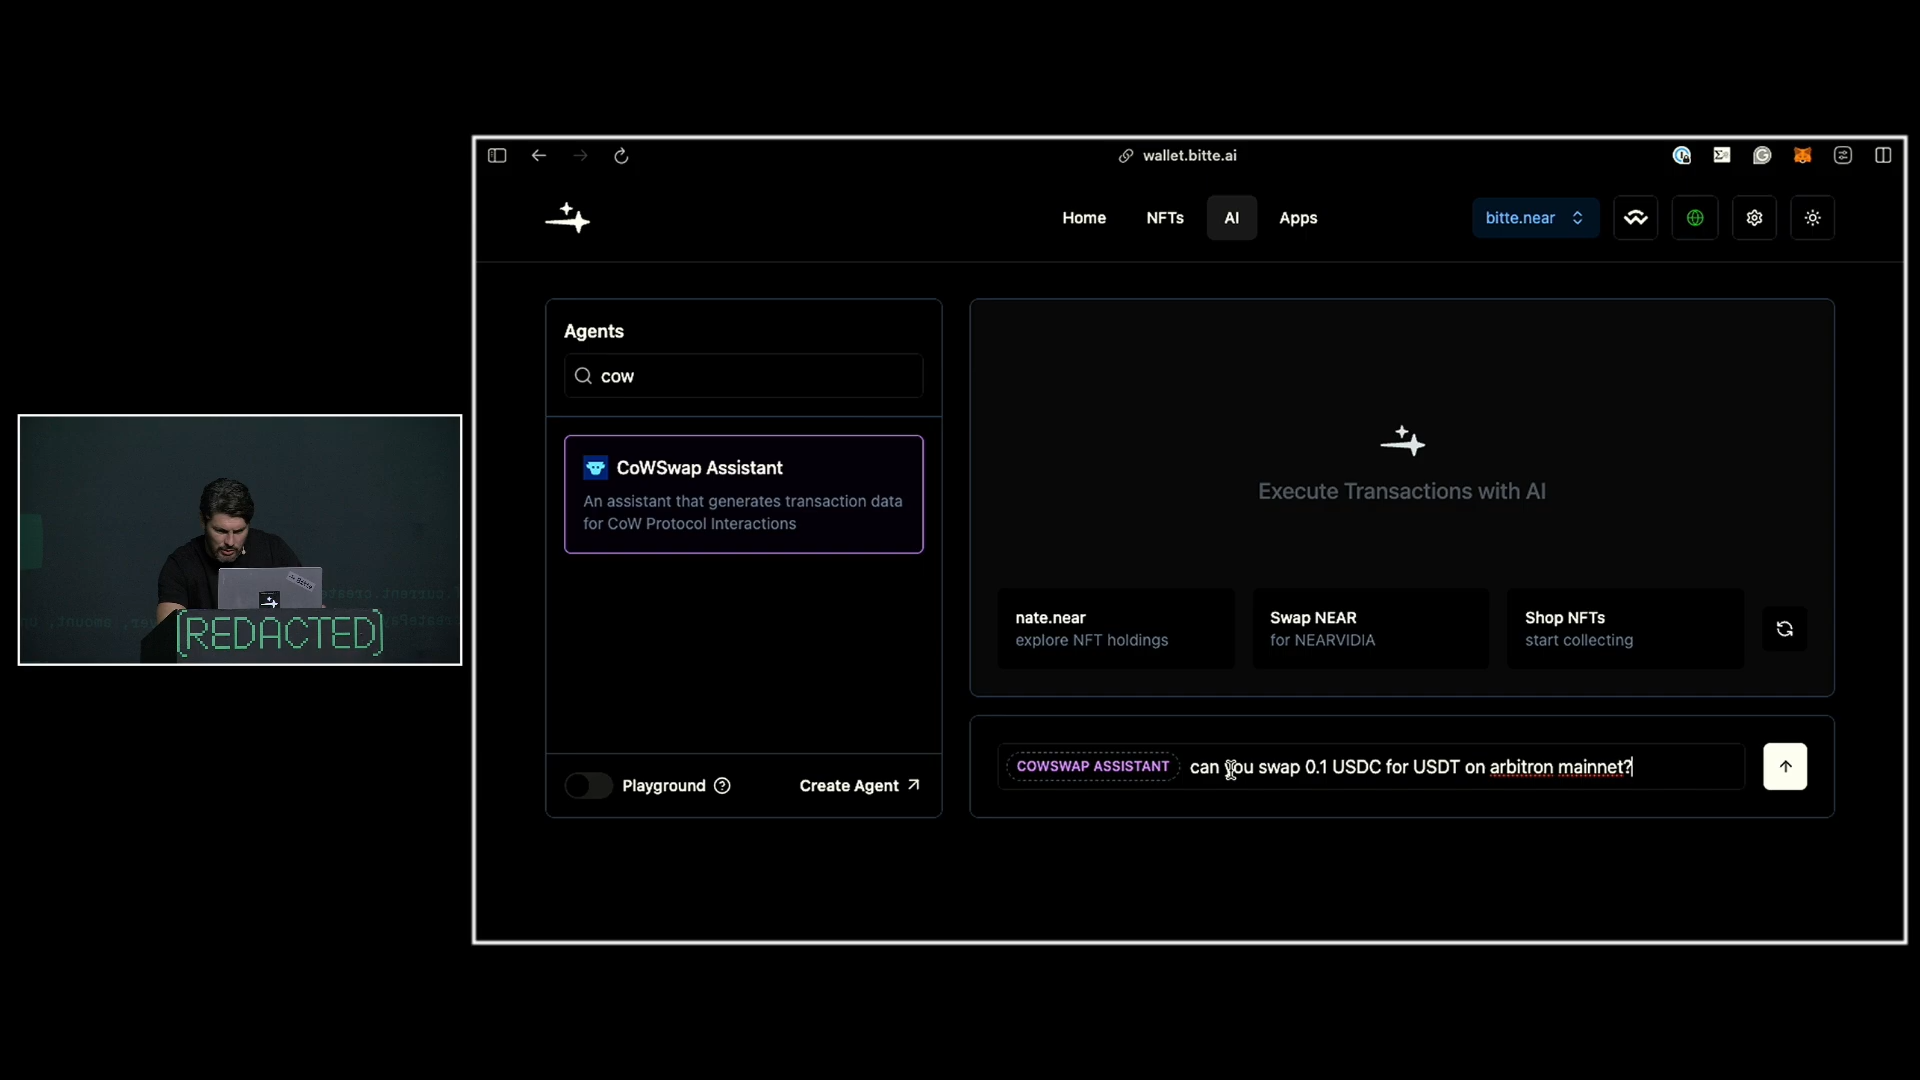 wallet.bitte.ai
Home
NFTs
AI
Apps
bitte.near
Agents
cow
CoWSwap Assistant
An assistant that generates transaction data
for CoW Protocol Interactions
Playground
Create Agent
Execute Transactions with AI
nate.near
explore NFT holdings
Swap NEAR
for NEARVIDIA
Shop NFTs
start collecting
COWSWAP ASSISTANT
can you swap 0.1 USDC for USDT on arbitron mainnet?
[REDACTED]